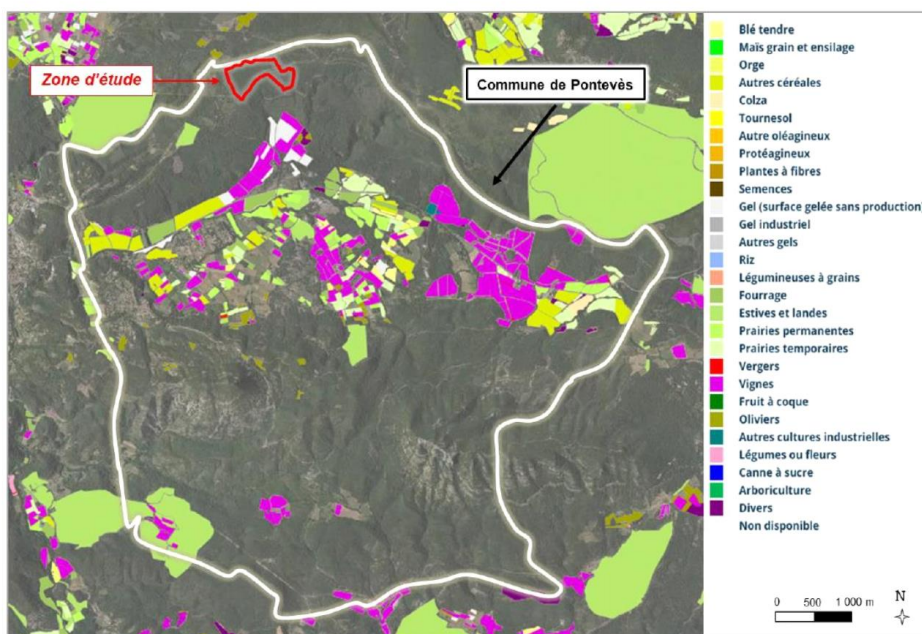 Zone d'étude
Commune de Pontevès
Blé tendre
Maïs grain et ensilage
Orge
Autres céréales
Colza
Tournesol
Autre oléagineux
Protéagineux
Plantes à fibres
Semences
Gel (surface gelée sans production)
Gel industriel
Autres gels
Riz
Légumineuses à grains
Fourrage
Estives et landes
Prairies permanentes
Prairies temporaires
Vergers
Vignes
Fruit à coque
Oliviers
Autres cultures industrielles
Légumes ou fleurs
Canne à sucre
Arboriculture
Divers
Non disponible
0 500 1 000 m
N